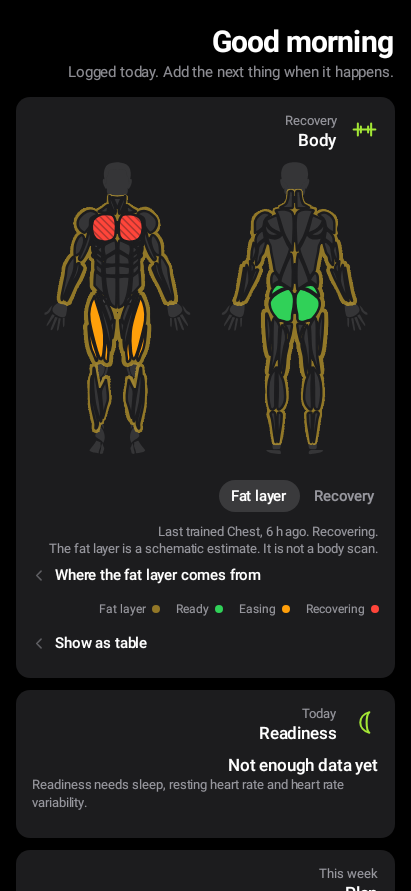 Good morning
Logged today. Add the next thing when it happens.
Recovery
Body
Fat layer
Recovery
Last trained Chest, 6 h ago. Recovering.
The fat layer is a schematic estimate. It is not a body scan.
Where the fat layer comes from
Fat layer Ready Easing Recovering
Show as table
Today
Readiness
Not enough data yet
Readiness needs sleep, resting heart rate and heart rate
variability.
This week